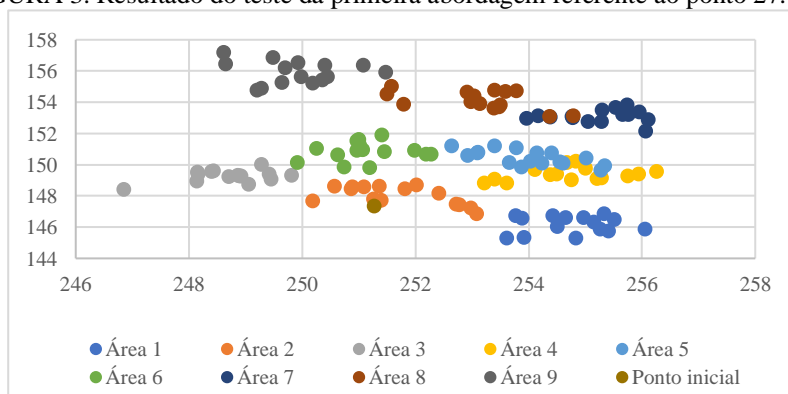 URA 3. Resultado do teste da primeira abordagem referente ao ponto 27.
158
156
154
152
150
148
146
144
246 248 250 252 254 256 258
Área 1 Área 2 Área 3 Área 4 Área 5
Área 6 Área 7 Área 8 Área 9 Ponto inicial